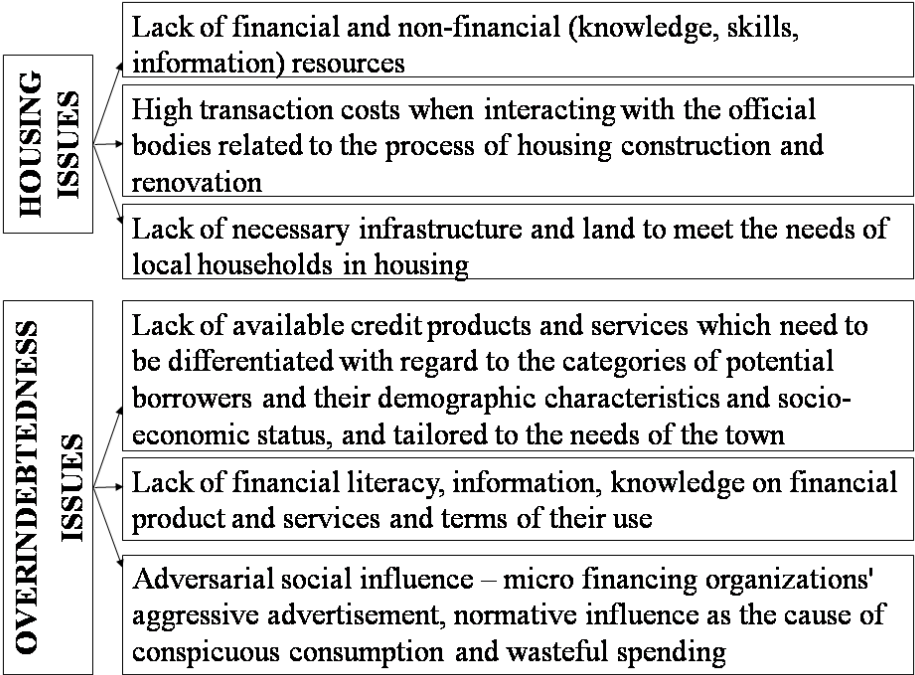 HOUSING
ISSUES
Lack of financial and non-financial (knowledge, skills,
information) resources
High transaction costs when interacting with the official
bodies related to the process of housing construction and
renovation
Lack of necessary infrastructure and land to meet the needs of
local households in housing
OVERINDEBTEDNESS
ISSUES
Lack of available credit products and services which need to
be differentiated with regard to the categories of potential
borrowers and their demographic characteristics and socio-
economic status, and tailored to the needs of the town
Lack of financial literacy, information, knowledge on financial
product and services and terms of their use
Adversarial social influence – micro financing organizations'
aggressive advertisement, normative influence as the cause of
conspicuous consumption and wasteful spending